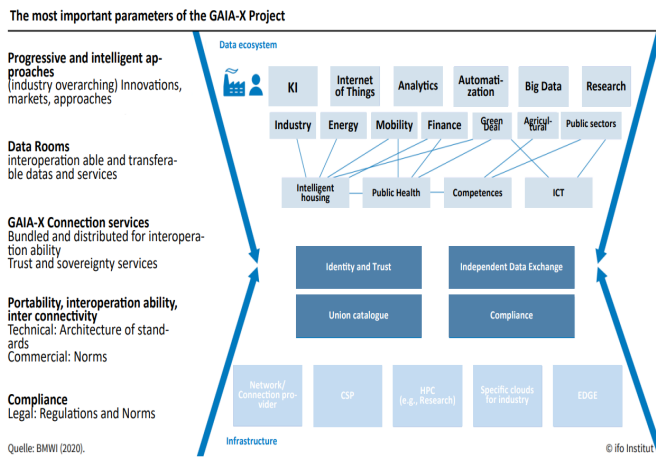 The most important parameters of the GAIA-X Project
Progressive and intelligent ap-
proaches
(industry overarching) Innovations,
markets, approaches
Data Rooms
interoperation able and transfera-
ble datas and services
GAIA-X Connection services
Bundled and distributed for interopera-
tion ability
Trust and sovereignty services
Portability, interoperation ability,
inter connectivity
Technical: Architecture of stand-
ards
Commercial: Norms
Compliance
Legal: Regulations and Norms
Quelle: BMWI (2020).
Data ecosystem
KI
Internet
of Things
Analytics
Automati-
zation
Big Data
Research
Industry
Energy
Mobility
Finance
Green
Deal
Agricul-
tural
Public sectors
Intelligent
housing
Public Health
Competences
ICT
Identity and Trust
Independent Data Exchange
Union catalogue
Compliance
Network/
Connection pro-
vider
CSP
HPC
(e.g., Research)
Specific clouds
for industry
EDGE
Infrastructure
© ifo Institut